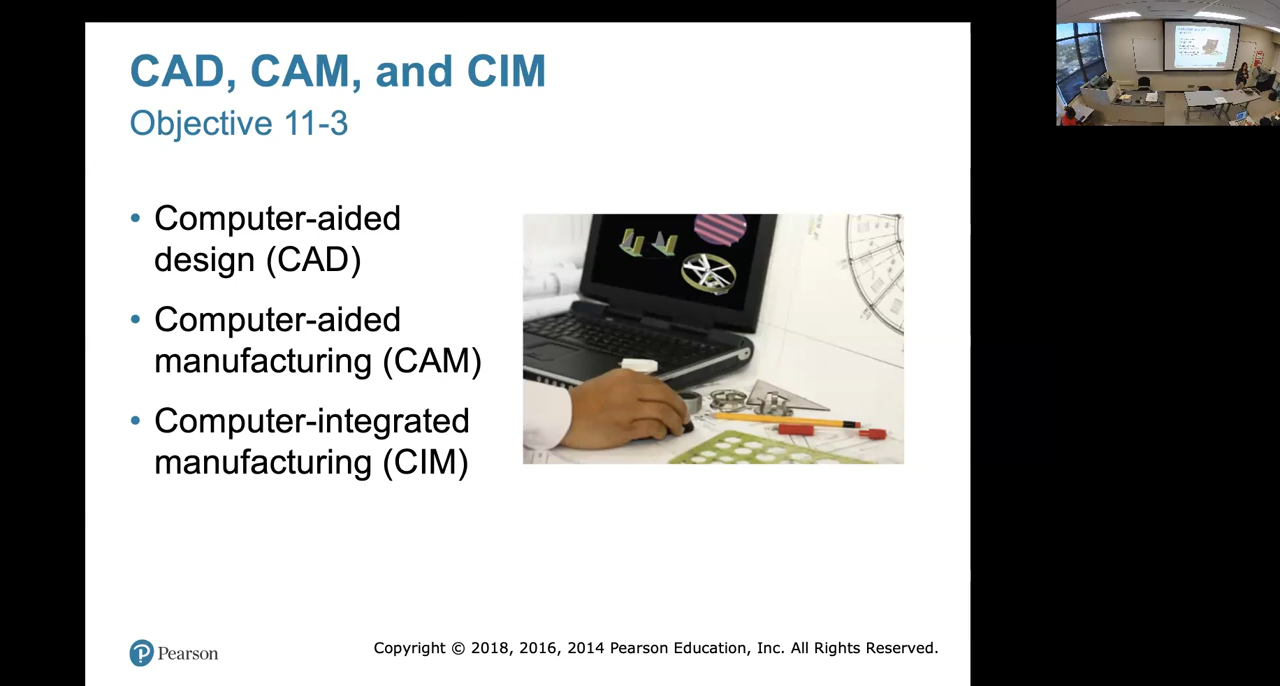 CAD, CAM, and CIM
Objective 11-3
• Computer-aided
design (CAD)
• Computer-aided
manufacturing (CAM)
• Computer-integrated
manufacturing (CIM)
Pearson
Copyright © 2018, 2016, 2014 Pearson Education, Inc. All Rights Reserved.